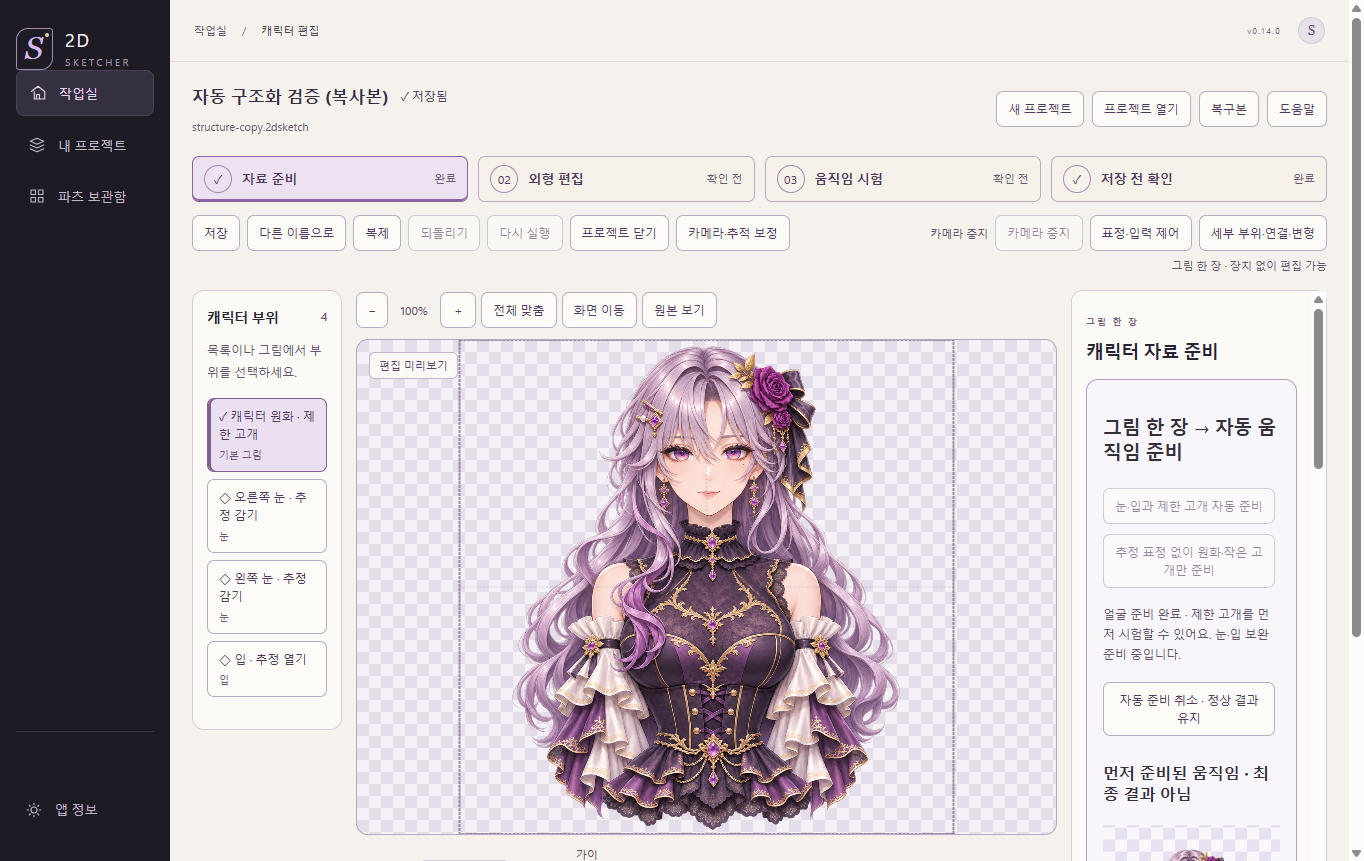 S
2D
SKETCHER
작업실
내 프로젝트
파츠 보관함
앱 정보
작업실 / 캐릭터 편집
v0.14.0
S
자동 구조화 검증 (복사본)
✓ 저장됨
structure-copy.2dsketch
새 프로젝트
프로젝트 열기
복구본
도움말
✓ 자료 준비 완료
02 외형 편집 확인 전
03 움직임 시험 확인 전
✓ 저장 전 확인 완료
저장
다른 이름으로
복제
되돌리기
다시 실행
프로젝트 닫기
카메라·추적 보정
카메라 중지
카메라 중지
표정·입력 제어
세부 부위·연결·변형
그림 한 장 · 장치 없이 편집 가능
캐릭터 부위 4
목록이나 그림에서 부
위를 선택하세요.
✓ 캐릭터 원화 · 제
한 고개
기본 그림
◇ 오른쪽 눈 · 추
정 감기
눈
◇ 왼쪽 눈 · 추정
감기
눈
◇ 입 · 추정 열기
입
−
100%
+
전체 맞춤
화면 이동
원본 보기
편집 미리보기
가이
그림 한 장
캐릭터 자료 준비
그림 한 장 → 자동 움
직임 준비
눈·입과 제한 고개 자동 준비
추정 표정 없이 원화·작은 고
개만 준비
얼굴 준비 완료 · 제한 고개를 먼
저 시험할 수 있어요. 눈·입 보완
준비 중입니다.
자동 준비 취소 · 정상 결과
유지
먼저 준비된 움직임 · 최
종 결과 아님